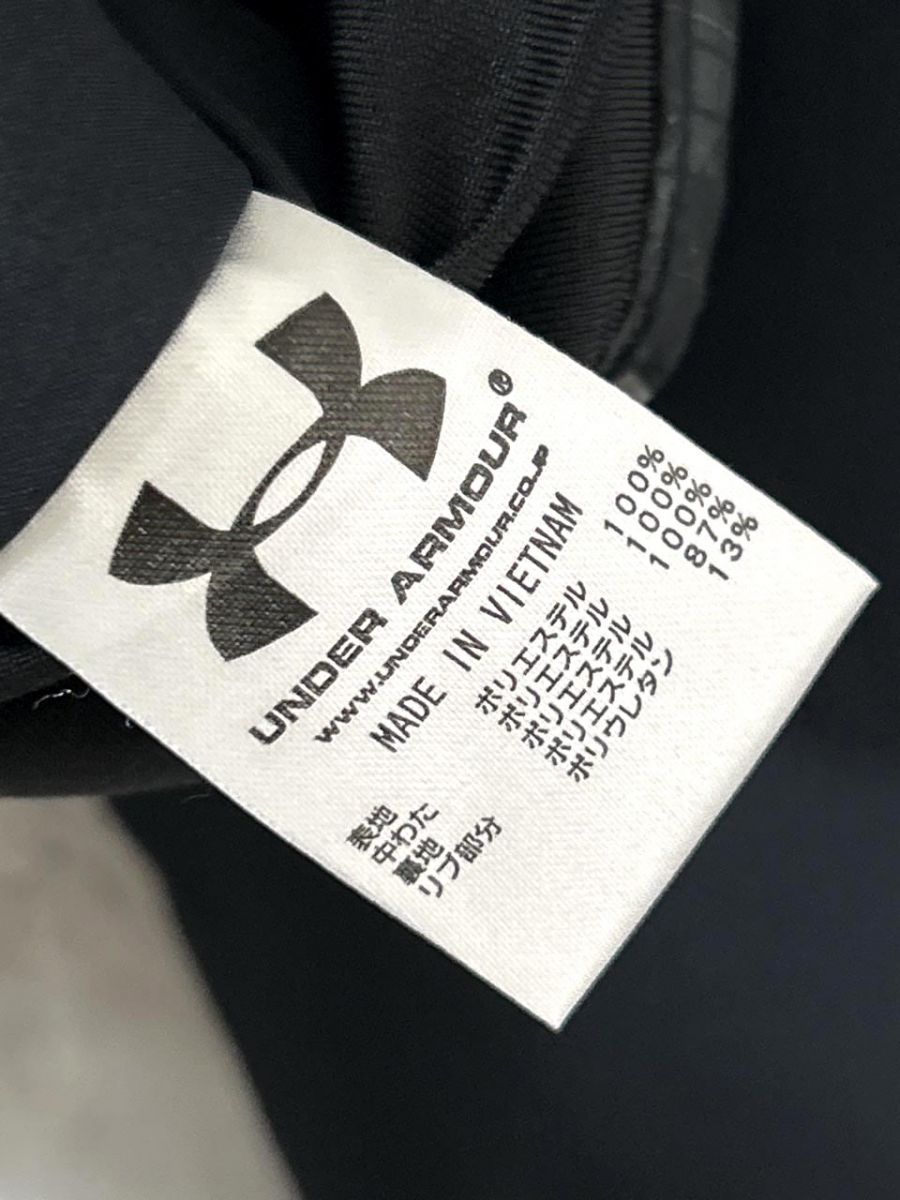 UNDER ARMOUR®
WWW.UNDERARMOUR.CO.JP
MADE IN VIETNAM
表地 ポリエステル 100%
中わた ポリエステル 100%
裏地 ポリエステル 100%
リブ部分 ポリエステル 87%
ポリウレタン 13%